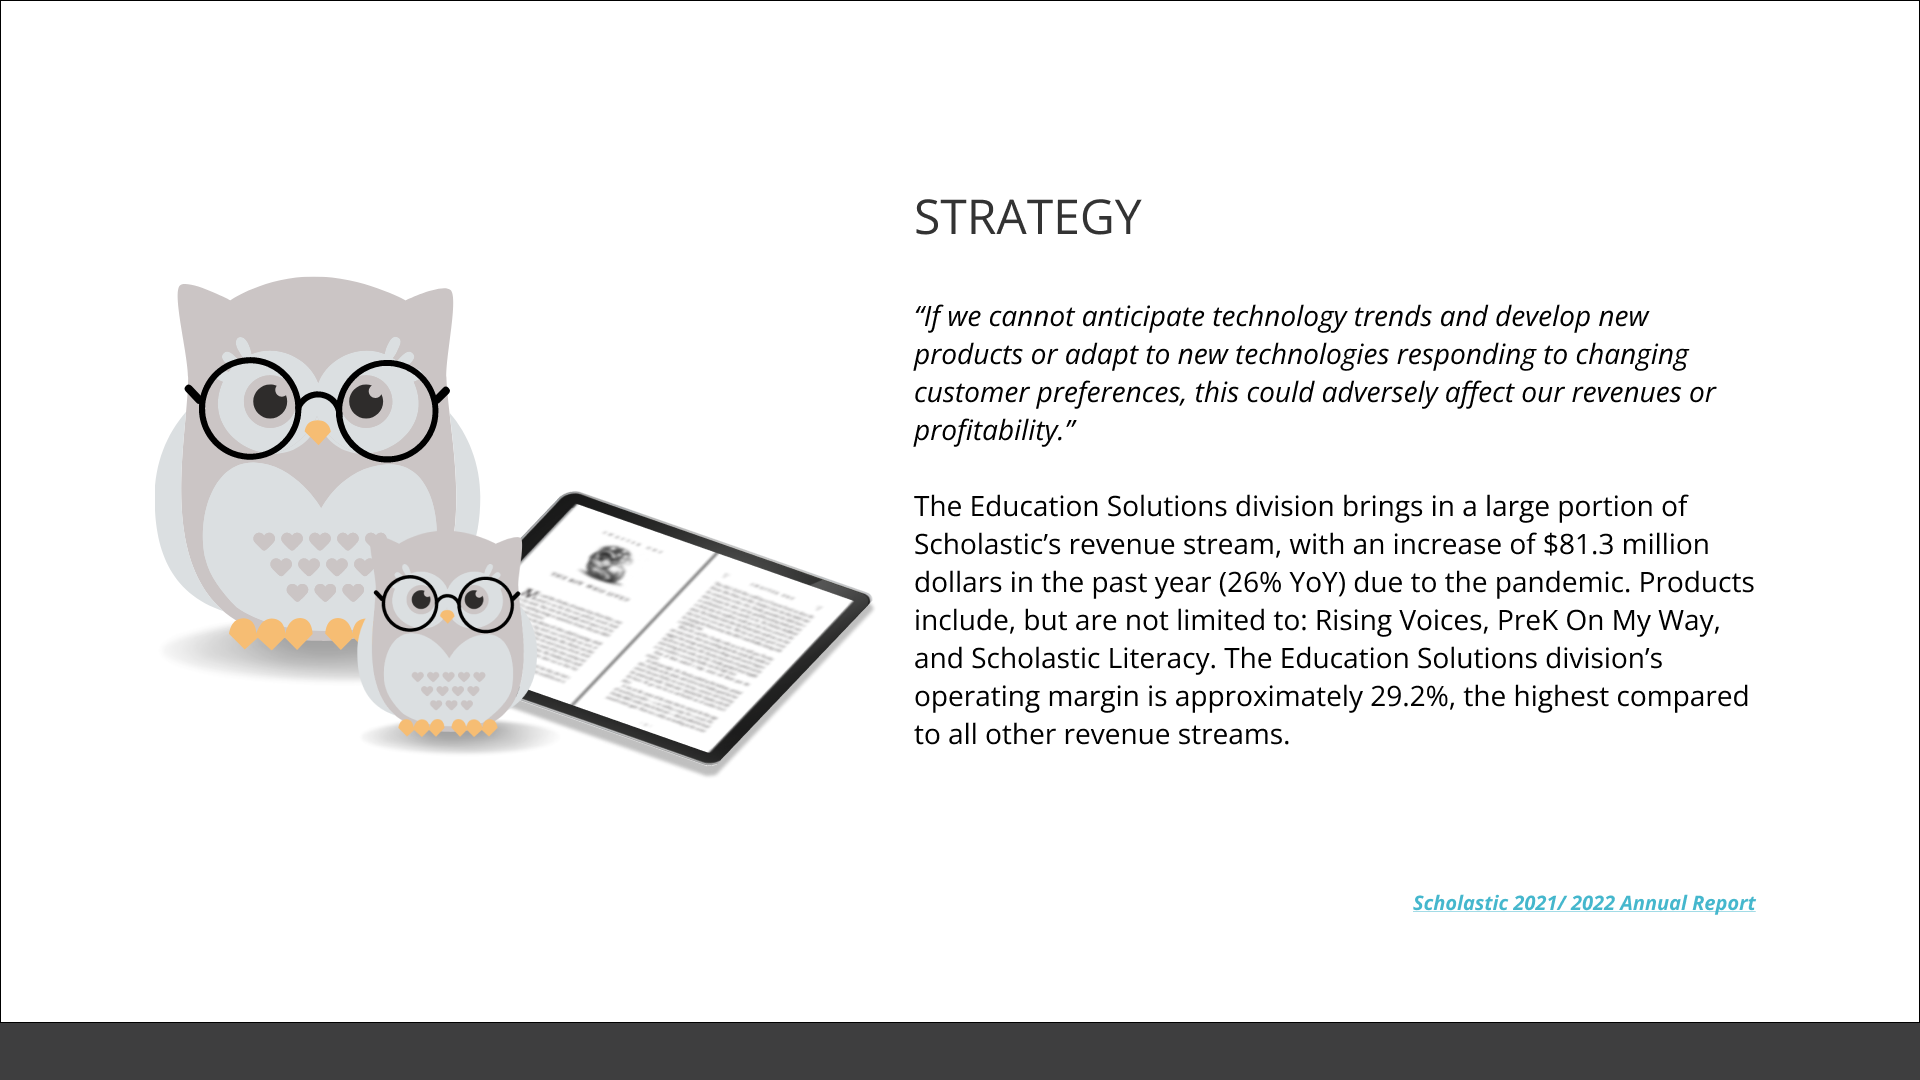 STRATEGY
“If we cannot anticipate technology trends and develop new
products or adapt to new technologies responding to changing
customer preferences, this could adversely affect our revenues or
profitability.”
The Education Solutions division brings in a large portion of
Scholastic’s revenue stream, with an increase of $81.3 million
dollars in the past year (26% YoY) due to the pandemic. Products
include, but are not limited to: Rising Voices, PreK On My Way,
and Scholastic Literacy. The Education Solutions division’s
operating margin is approximately 29.2%, the highest compared
to all other revenue streams.
Scholastic 2021/ 2022 Annual Report